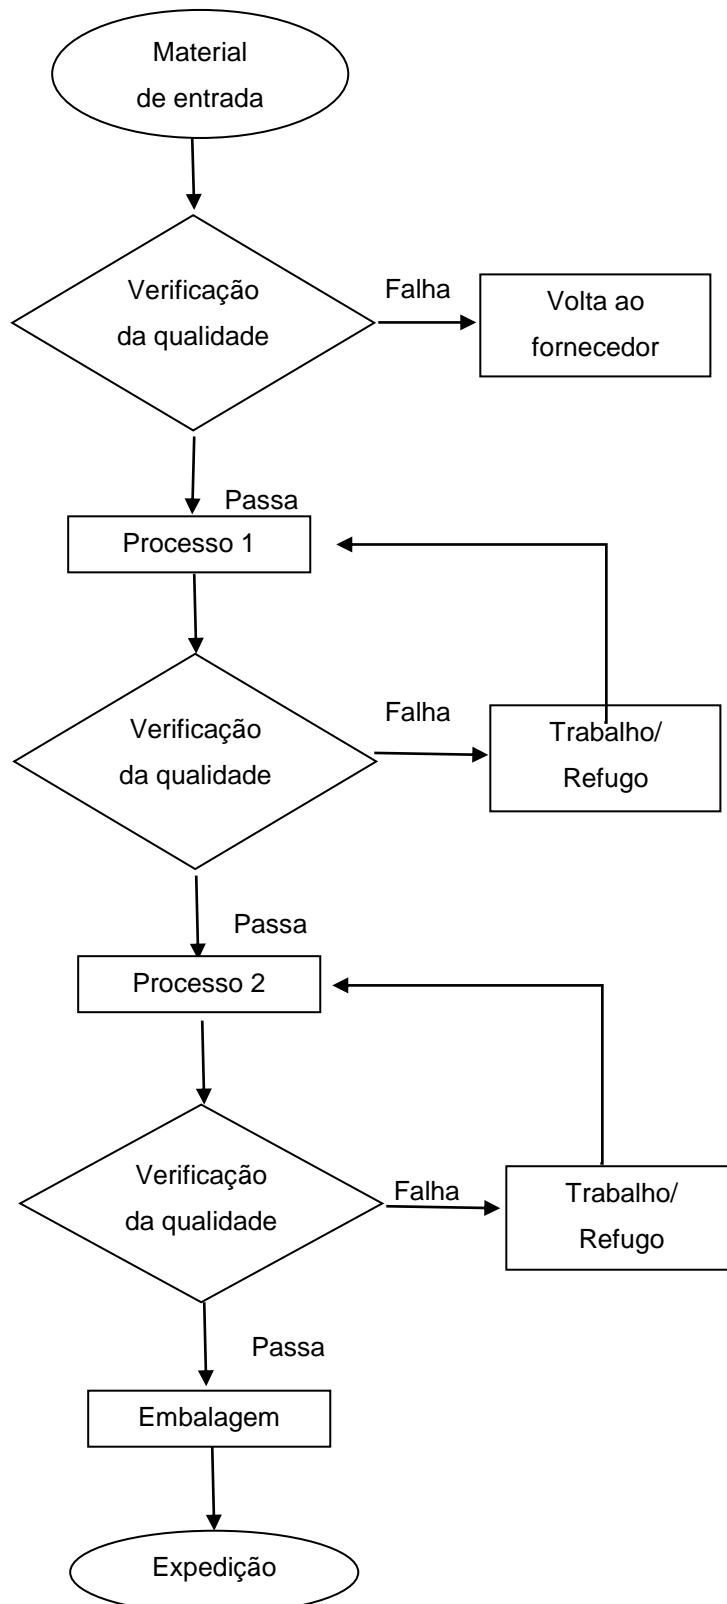 Material
de entrada
Verificação
da qualidade
Falha
Volta ao
fornecedor
Passa
Processo 1
Verificação
da qualidade
Falha
Trabalho/
Refugo
Passa
Processo 2
Verificação
da qualidade
Falha
Trabalho/
Refugo
Passa
Embalagem
Expedição